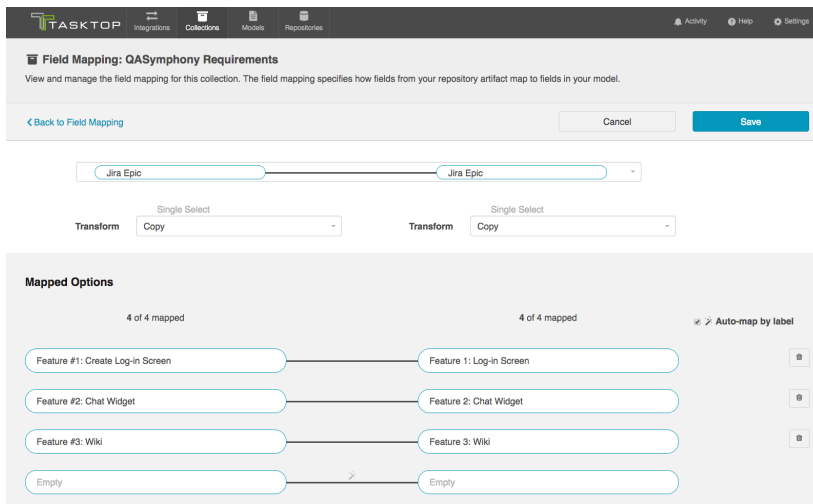 TASKTOP
Integrations
Collections
Models
Repositories
Activity
Help
Settings
Field Mapping: QASymphony Requirements
View and manage the field mapping for this collection. The field mapping specifies how fields from your repository artifact map to fields in your model.
Back to Field Mapping
Cancel
Save
Jira Epic
Jira Epic
Single Select
Single Select
Transform
Copy
Transform
Copy
Mapped Options
4 of 4 mapped
4 of 4 mapped
Auto-map by label
Feature #1: Create Log-in Screen
Feature 1: Log-in Screen
Feature #2: Chat Widget
Feature 2: Chat Widget
Feature #3: Wiki
Feature 3: Wiki
Empty
Empty